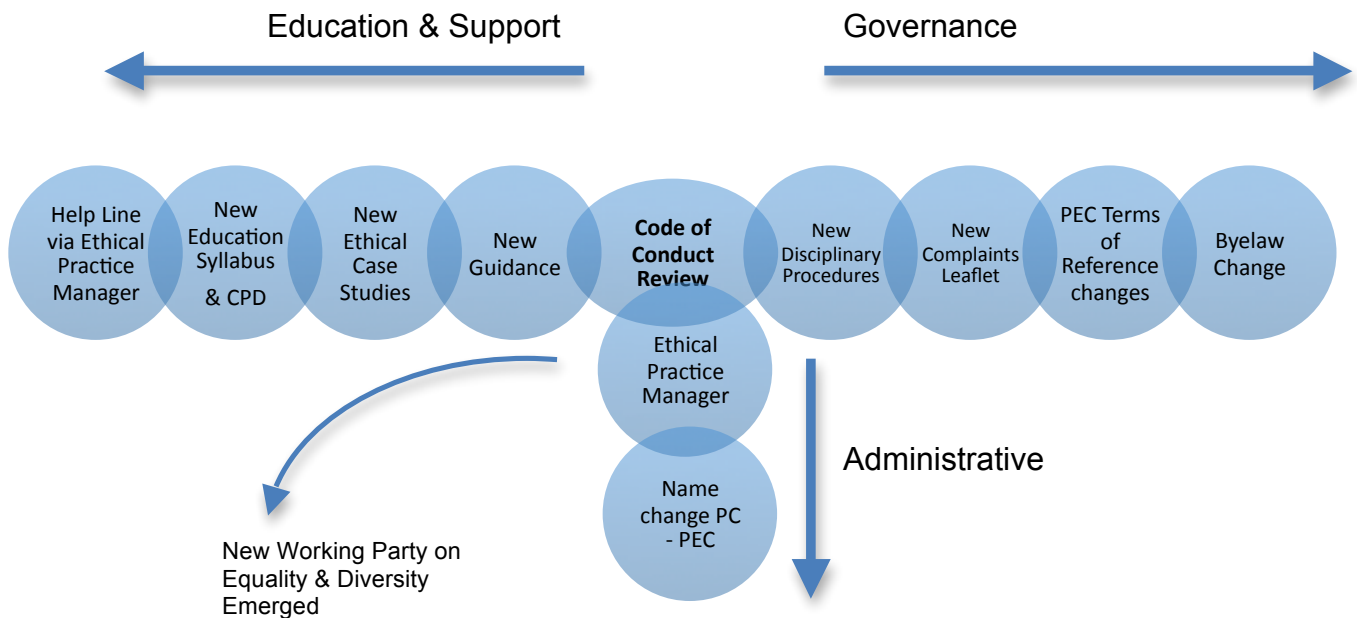 Education & Support
Governance
Help Line
via Ethical
Practice
Manager
New
Education
Syllabus
& CPD
New
Ethical
Case
Studies
New
Guidance
Code of
Conduct
Review
New
Disciplinary
Procedures
New
Complaints
Leaflet
PEC Terms
of
Reference
changes
Byelaw
Change
Ethical
Practice
Manager
Administrative
Name
change PC
- PEC
New Working Party on
Equality & Diversity
Emerged